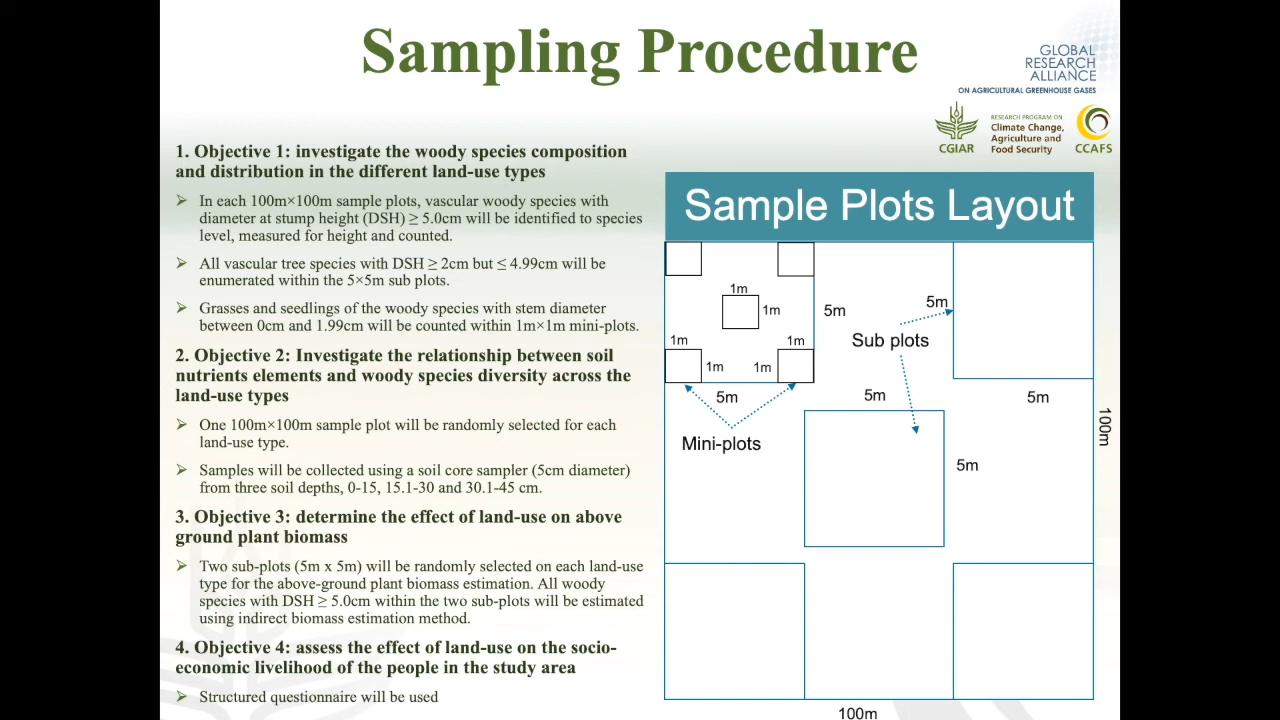 Sampling Procedure
GLOBAL
RESEARCH
ALLIANCE
ON AGRICULTURAL GREENHOUSE GASES
CGIAR
RESEARCH PROGRAM ON
Climate Change,
Agriculture and
Food Security
CCAFS
1. Objective 1: investigate the woody species composition
and distribution in the different land-use types
➢ In each 100m×100m sample plots, vascular woody species with
diameter at stump height (DSH) ≥ 5.0cm will be identified to species
level, measured for height and counted.
➢ All vascular tree species with DSH ≥ 2cm but ≤ 4.99cm will be
enumerated within the 5×5m sub plots.
➢ Grasses and seedlings of the woody species with stem diameter
between 0cm and 1.99cm will be counted within 1m×1m mini-plots.
2. Objective 2: Investigate the relationship between soil
nutrients elements and woody species diversity across the
land-use types
➢ One 100m×100m sample plot will be randomly selected for each
land-use type.
➢ Samples will be collected using a soil core sampler (5cm diameter)
from three soil depths, 0-15, 15.1-30 and 30.1-45 cm.
3. Objective 3: determine the effect of land-use on above
ground plant biomass
➢ Two sub-plots (5m x 5m) will be randomly selected on each land-use
type for the above-ground plant biomass estimation. All woody
species with DSH ≥ 5.0cm within the two sub-plots will be estimated
using indirect biomass estimation method.
4. Objective 4: assess the effect of land-use on the socio-
economic livelihood of the people in the study area
➢ Structured questionnaire will be used
Sample Plots Layout
1m
1m
5m
5m
Sub plots
1m
1m
1m
1m
5m
5m
5m
Mini-plots
100m
5m
100m